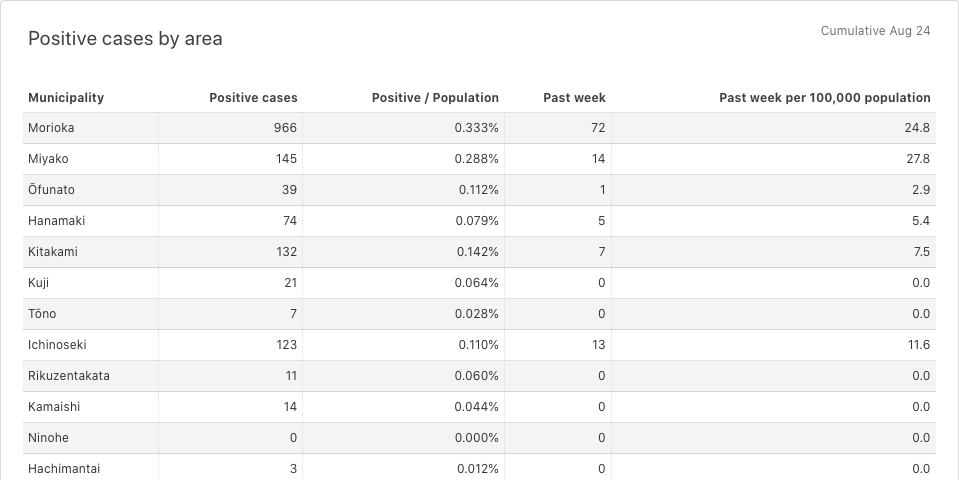 Positive cases by area
Cumulative Aug 24
Municipality Positive cases Positive / Population Past week Past week per 100,000 population
Morioka 966 0.333% 72 24.8
Miyako 145 0.288% 14 27.8
Ōfunato 39 0.112% 1 2.9
Hanamaki 74 0.079% 5 5.4
Kitakami 132 0.142% 7 7.5
Kuji 21 0.064% 0 0.0
Tōno 7 0.028% 0 0.0
Ichinoseki 123 0.110% 13 11.6
Rikuzentakata 11 0.060% 0 0.0
Kamaishi 14 0.044% 0 0.0
Ninohe 0 0.000% 0 0.0
Hachimantai 3 0.012% 0 0.0